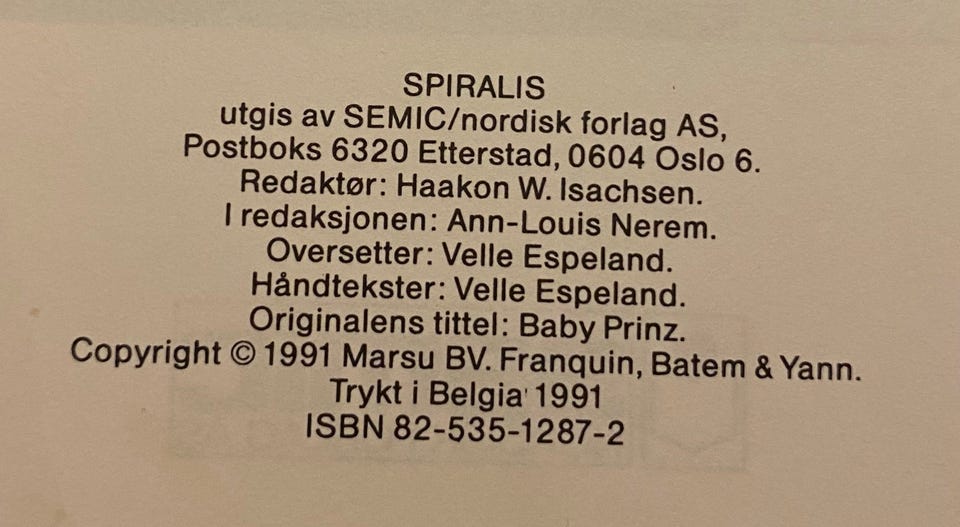 SPIRALIS
utgis av SEMIC/nordisk forlag AS,
Postboks 6320 Etterstad, 0604 Oslo 6.
Redaktør: Haakon W. Isachsen.
I redaksjonen: Ann-Louis Nerem.
Oversetter: Velle Espeland.
Håndtekster: Velle Espeland.
Originalens tittel: Baby Prinz.
Copyright © 1991 Marsu BV. Franquin, Batem & Yann.
Trykt i Belgia 1991
ISBN 82-535-1287-2